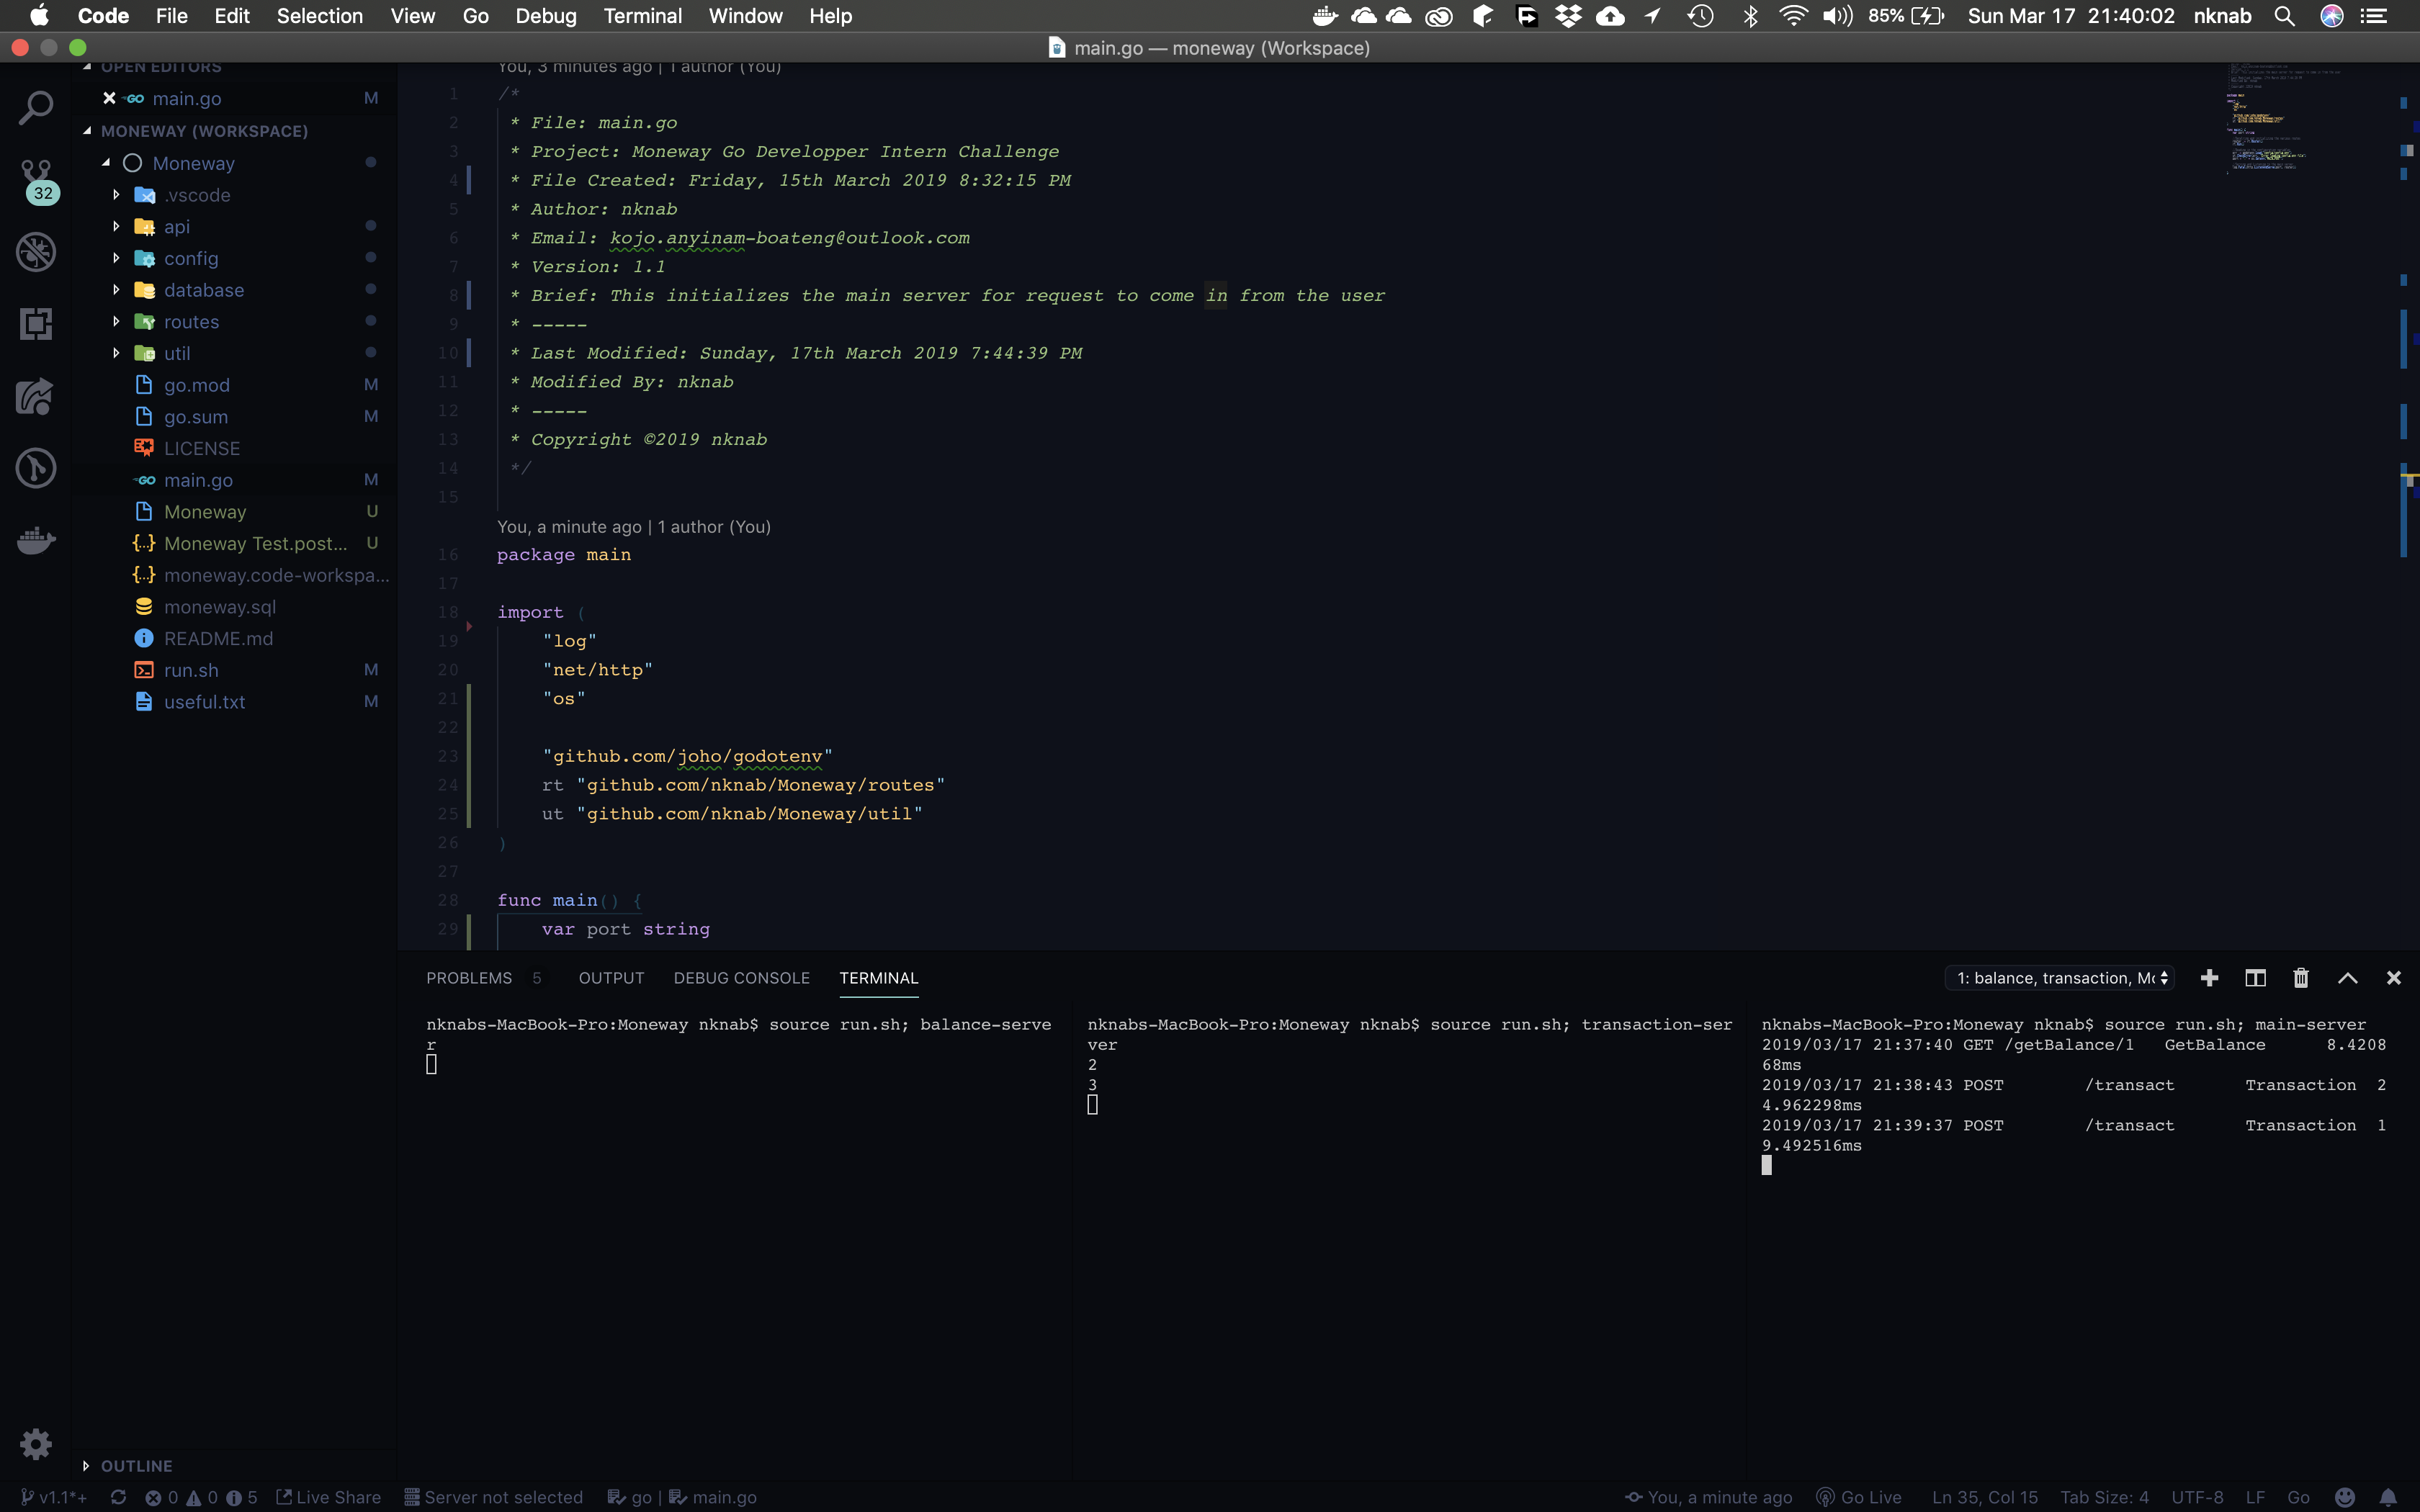 Code File Edit Selection View Go Debug Terminal Window Help 85% Sun Mar 17 21:40:02 nknab
main.go — moneway (Workspace)
OPEN EDITORS
main.go M
MONEWAY (WORKSPACE)
Moneway
.vscode
api
config
database
routes
util
go.mod M
go.sum M
LICENSE
main.go M
Moneway U
Moneway Test.post... U
moneway.code-workspa...
moneway.sql
README.md
run.sh M
useful.txt M
OUTLINE
32
You, 3 minutes ago | 1 author (You)
1 /*
2 * File: main.go
3 * Project: Moneway Go Developper Intern Challenge
4 * File Created: Friday, 15th March 2019 8:32:15 PM
5 * Author: nknab
6 * Email: kojo.anyinam-boateng@outlook.com
7 * Version: 1.1
8 * Brief: This initializes the main server for request to come in from the user
9 * -----
10 * Last Modified: Sunday, 17th March 2019 7:44:39 PM
11 * Modified By: nknab
12 * -----
13 * Copyright ©2019 nknab
14 */
15
You, a minute ago | 1 author (You)
16 package main
17
18 import (
19 "log"
20 "net/http"
21 "os"
22
23 "github.com/joho/godotenv"
24 rt "github.com/nknab/Moneway/routes"
25 ut "github.com/nknab/Moneway/util"
26 )
27
28 func main() {
29 var port string
PROBLEMS 5 OUTPUT DEBUG CONSOLE TERMINAL 1: balance, transaction, Mc
nknabs-MacBook-Pro:Moneway nknab$ source run.sh; balance-serve
r
nknabs-MacBook-Pro:Moneway nknab$ source run.sh; transaction-ser
ver
2
3
nknabs-MacBook-Pro:Moneway nknab$ source run.sh; main-server
2019/03/17 21:37:40 GET /getBalance/1 GetBalance 8.4208
68ms
2019/03/17 21:38:43 POST /transact Transaction 2
4.962298ms
2019/03/17 21:39:37 POST /transact Transaction 1
9.492516ms
v1.1*+ 0 0 5 Live Share Server not selected go | main.go You, a minute ago Go Live Ln 35, Col 15 Tab Size: 4 UTF-8 LF Go